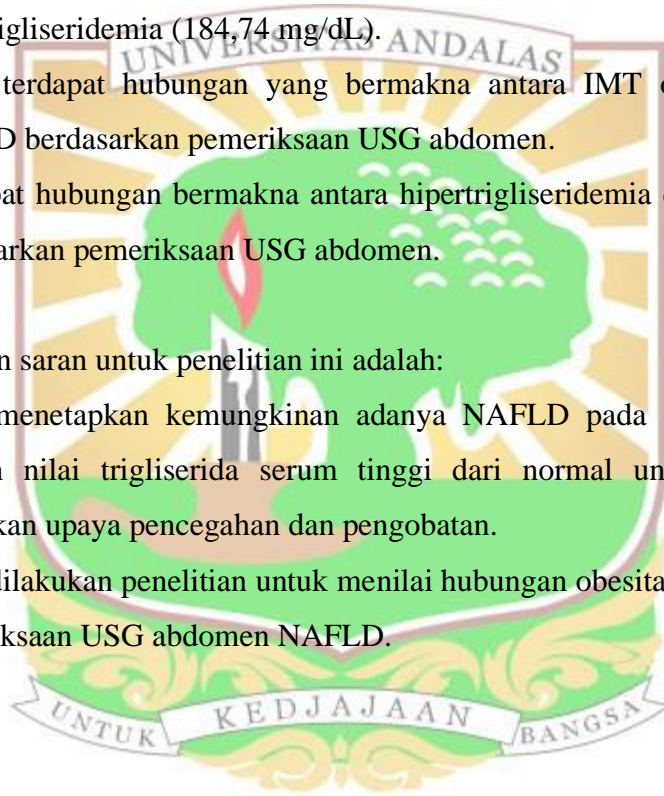 igliseridemia (184,74 mg/dL).
UNIVERSITAS ANDALAS
terdapat hubungan yang bermakna antara IMT
D berdasarkan pemeriksaan USG abdomen.
at hubungan bermakna antara hipertrigliseridemia
arkan pemeriksaan USG abdomen.
n saran untuk penelitian ini adalah:
menetapkan kemungkinan adanya NAFLD pada
n nilai trigliserida serum tinggi dari normal un
kan upaya pencegahan dan pengobatan.
dilakukan penelitian untuk menilai hubungan obesita
ksaan USG abdomen NAFLD.
UNTUK KEDJAJAAN BANGSA